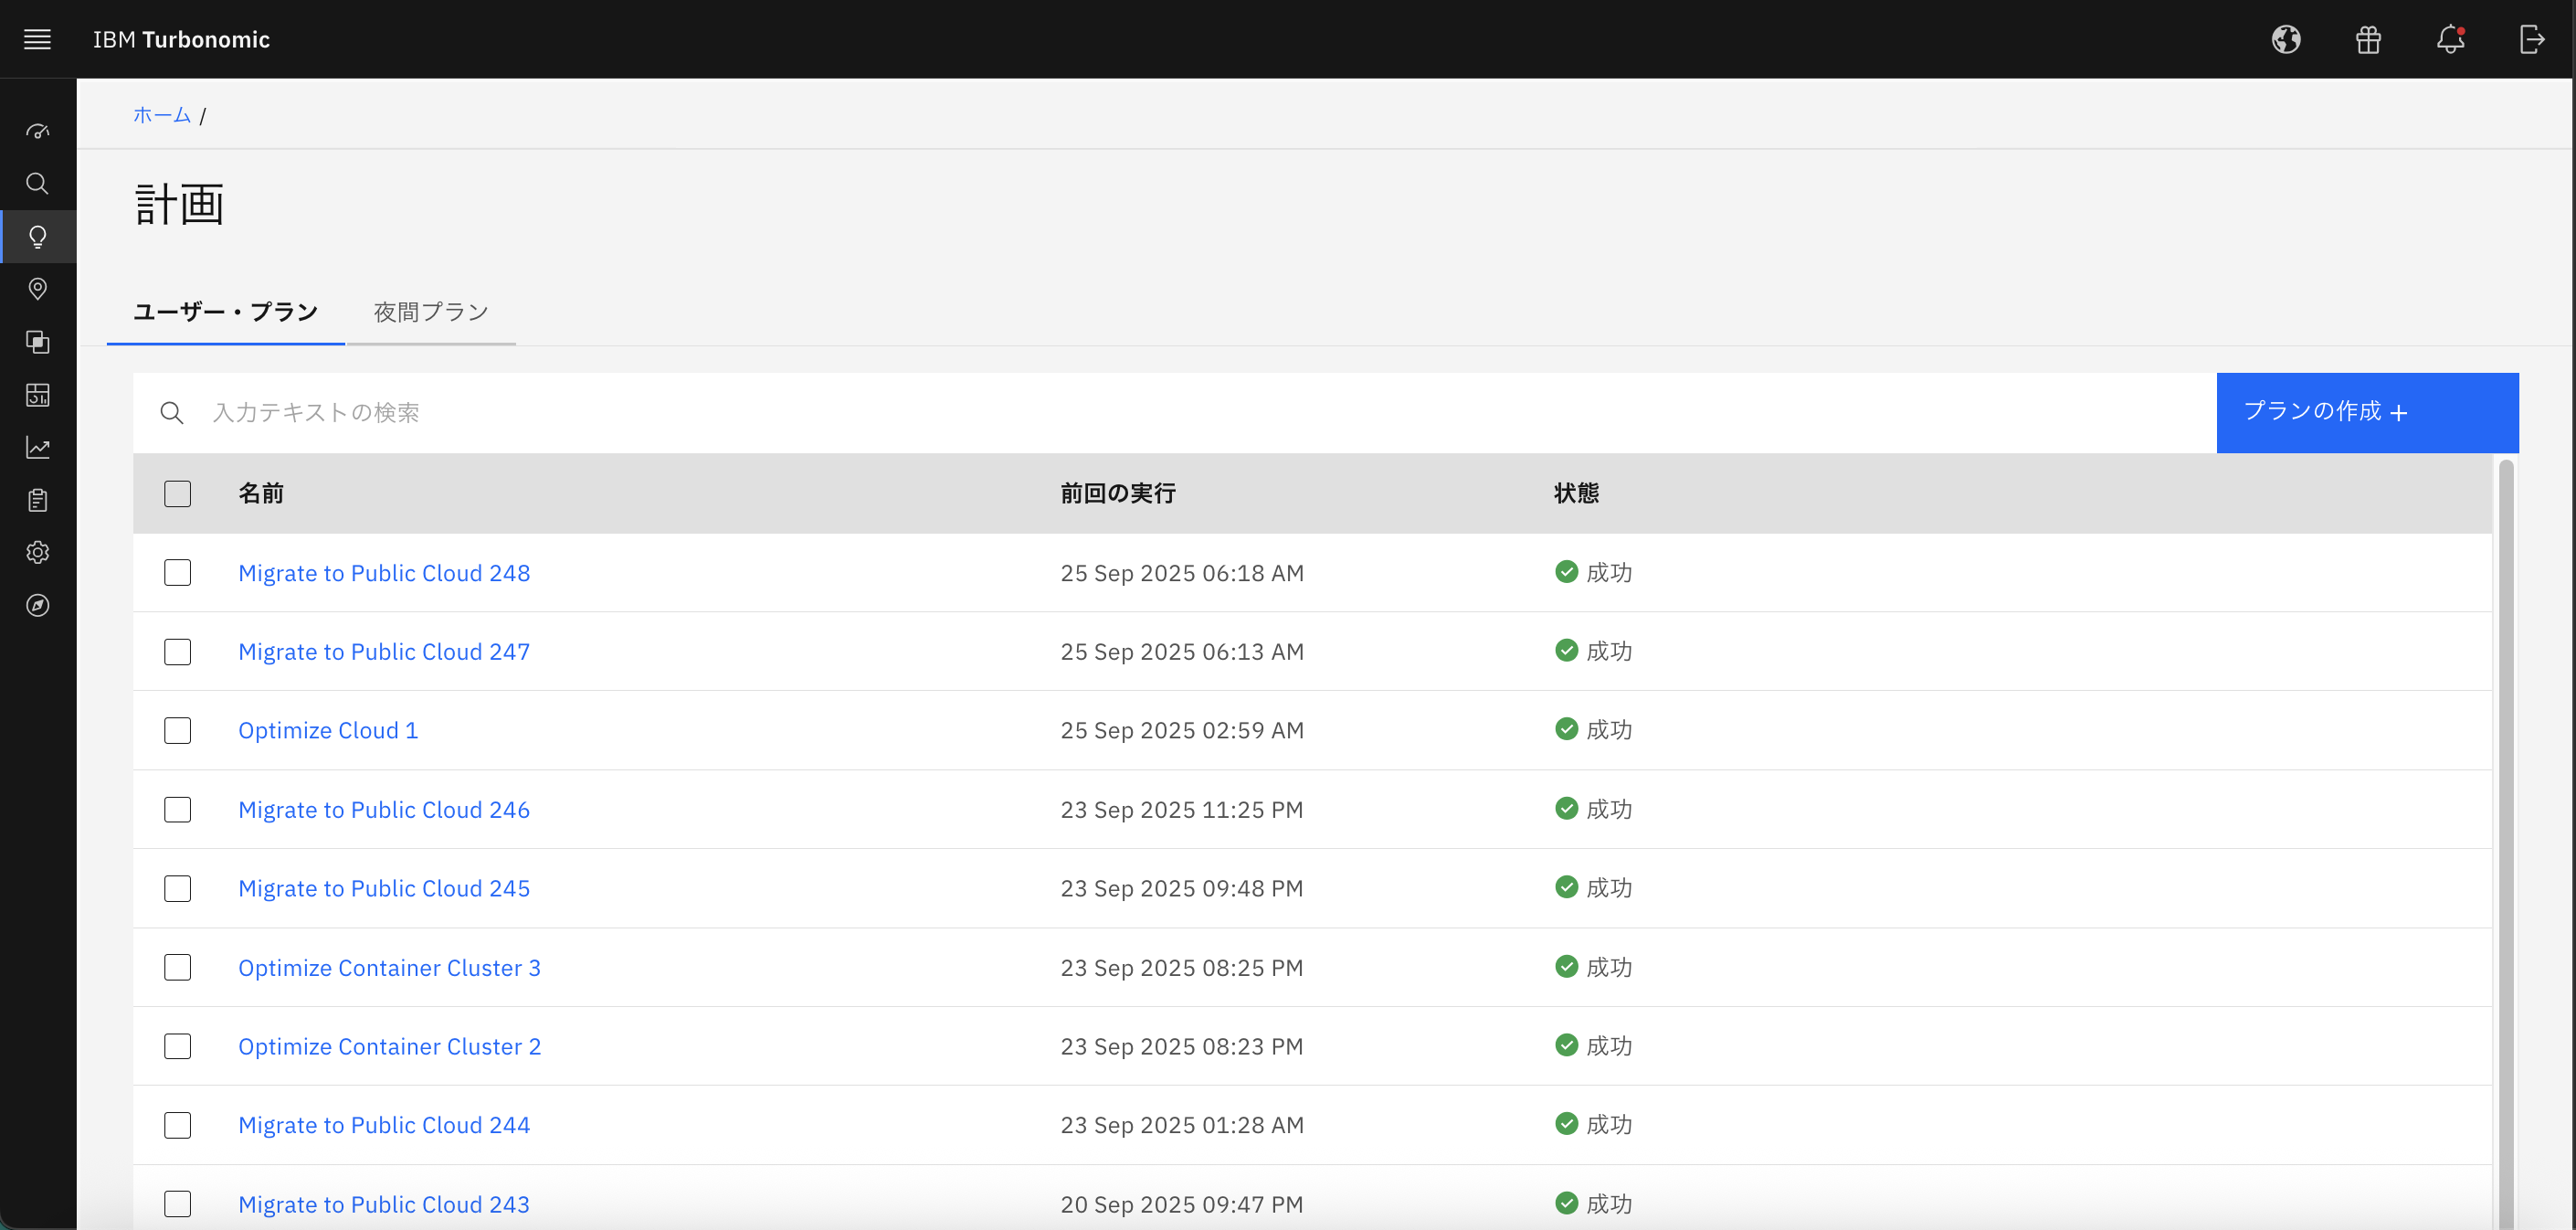 IBM Turbonomic
ホーム /
計画
ユーザー・プラン 夜間プラン
入力テキストの検索 プランの作成 +
名前 前回の実行 状態
Migrate to Public Cloud 248 25 Sep 2025 06:18 AM 成功
Migrate to Public Cloud 247 25 Sep 2025 06:13 AM 成功
Optimize Cloud 1 25 Sep 2025 02:59 AM 成功
Migrate to Public Cloud 246 23 Sep 2025 11:25 PM 成功
Migrate to Public Cloud 245 23 Sep 2025 09:48 PM 成功
Optimize Container Cluster 3 23 Sep 2025 08:25 PM 成功
Optimize Container Cluster 2 23 Sep 2025 08:23 PM 成功
Migrate to Public Cloud 244 23 Sep 2025 01:28 AM 成功
Migrate to Public Cloud 243 20 Sep 2025 09:47 PM 成功